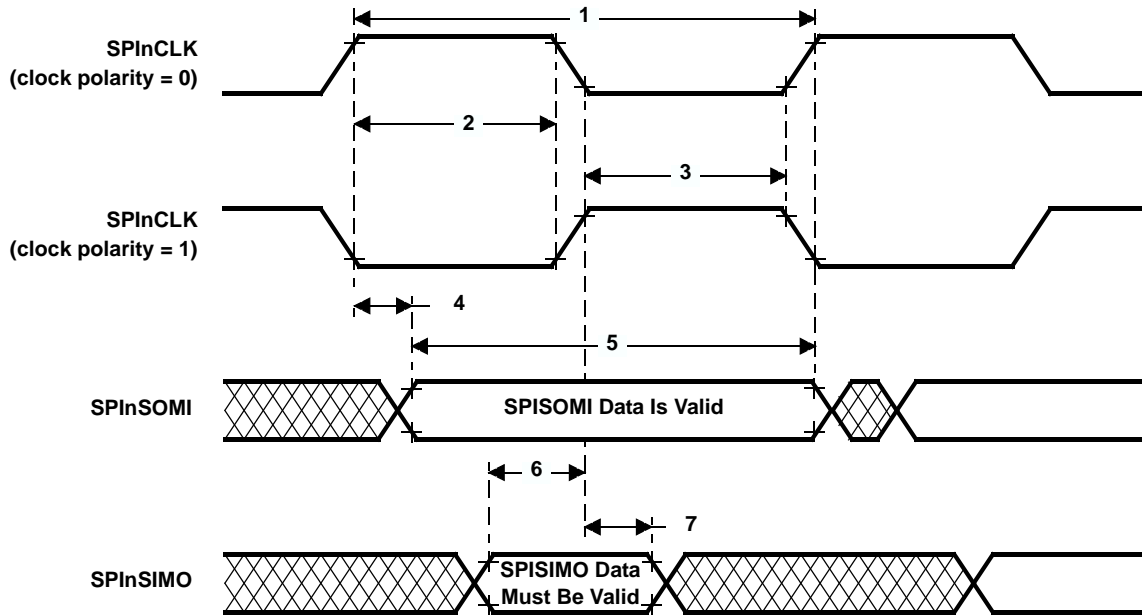 1
SPInCLK
(clock polarity = 0)
2
3
SPInCLK
(clock polarity = 1)
4
5
SPInSOMI
SPISOMI Data Is Valid
6
7
SPInSIMO
SPISIMO Data
Must Be Valid